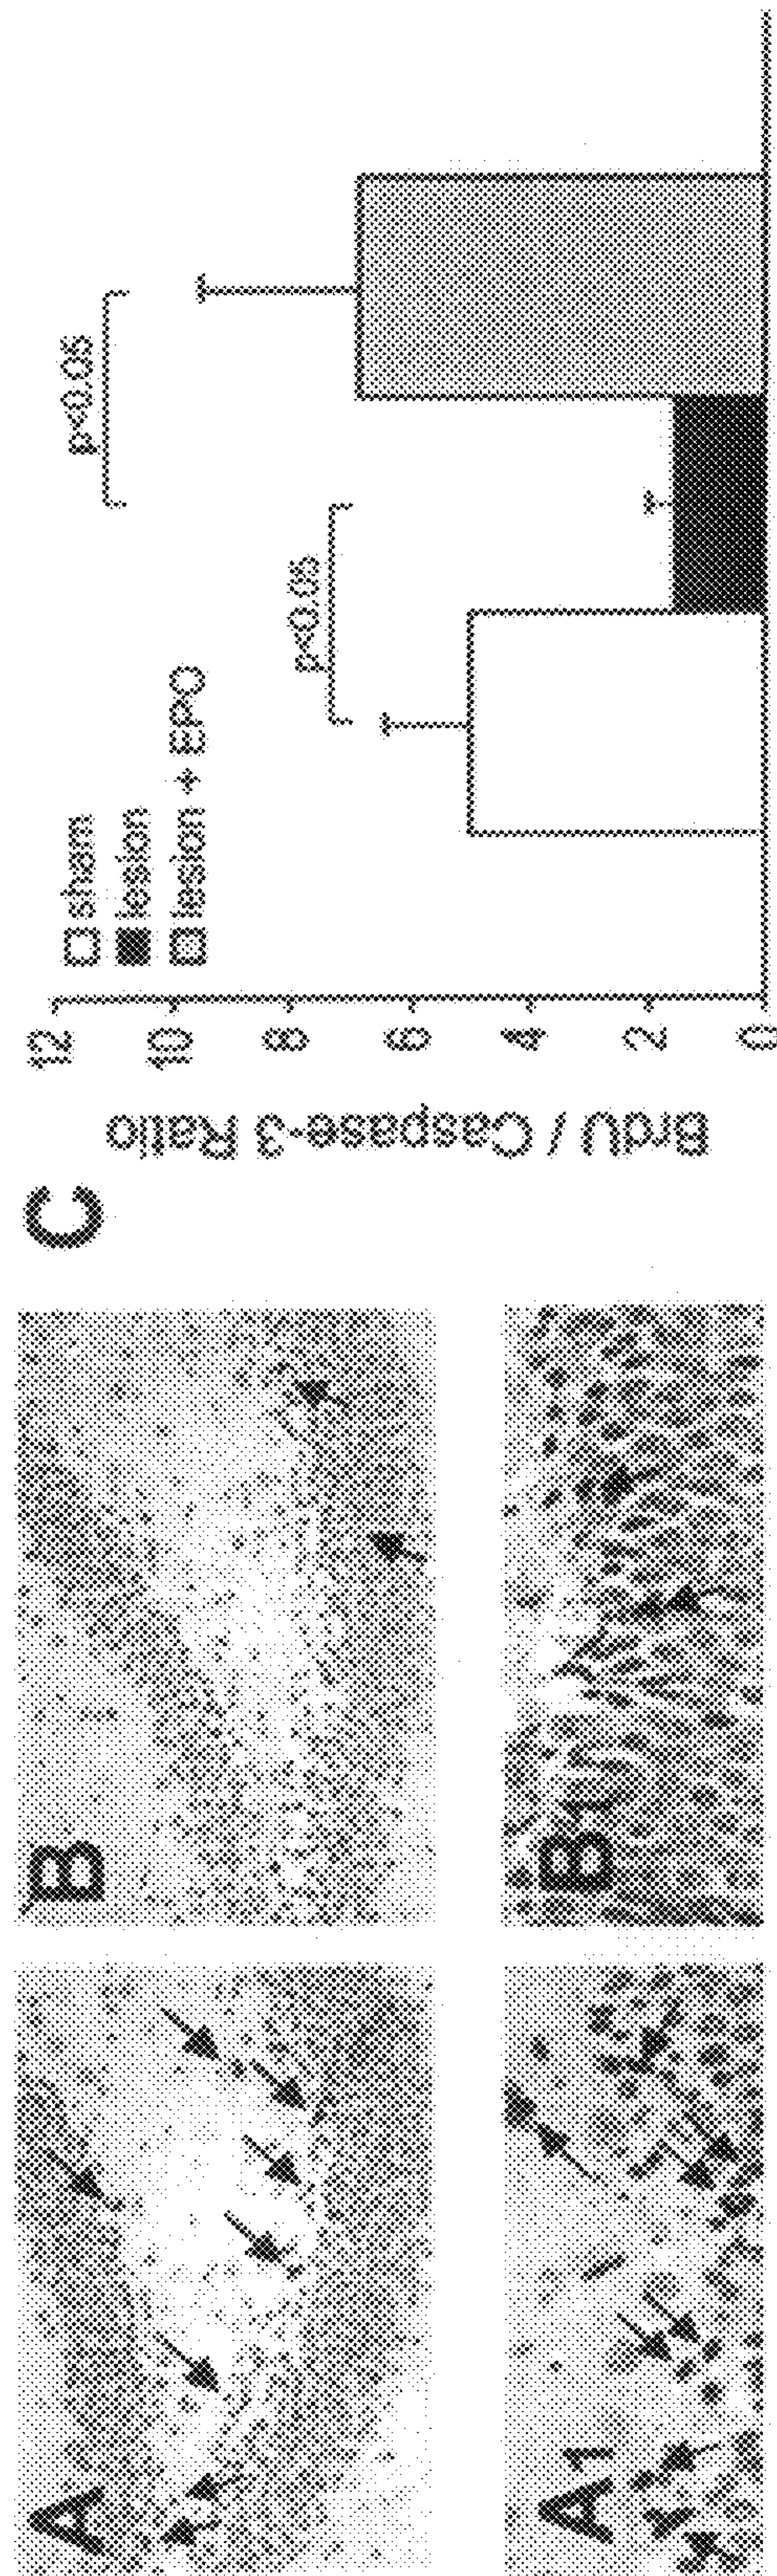 A
B
A1
B1
C
BrdU / Caspase-3 Ratio
12
10
8
6
4
2
0
sham
lesion
lesion + EPO
p<0.05
p<0.05